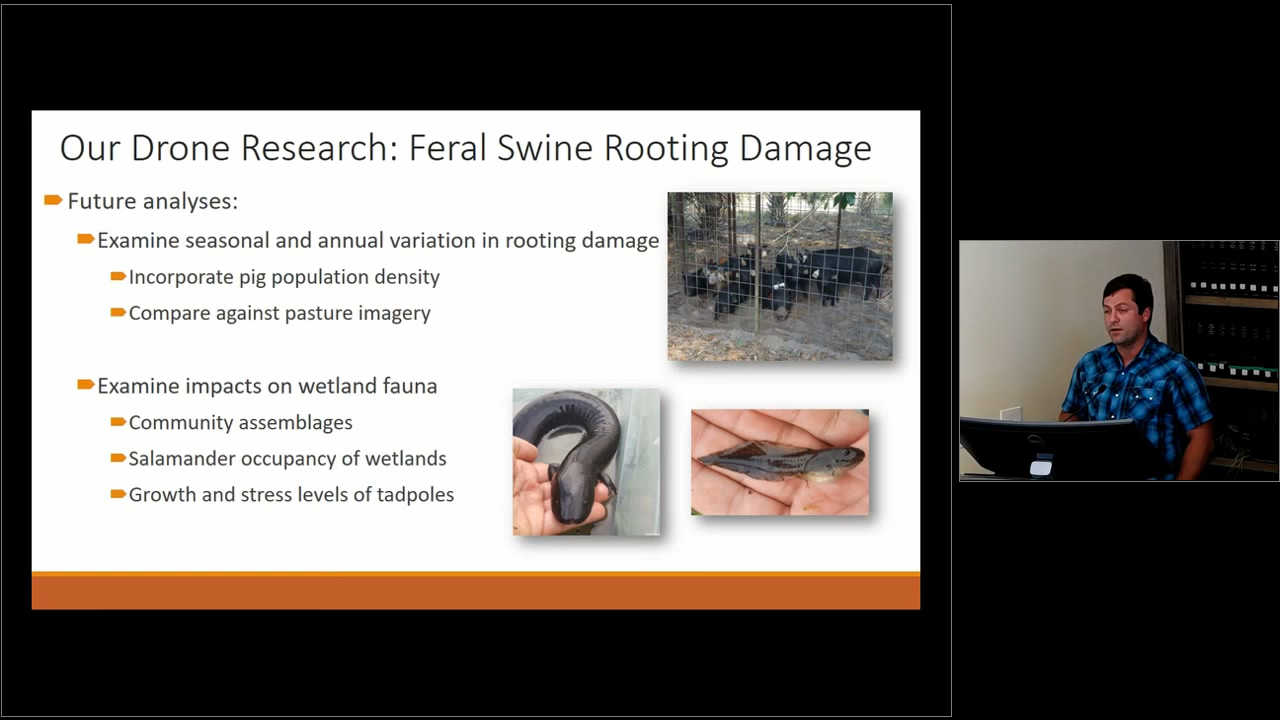 Our Drone Research: Feral Swine Rooting Damage
Future analyses:
Examine seasonal and annual variation in rooting damage
Incorporate pig population density
Compare against pasture imagery
Examine impacts on wetland fauna
Community assemblages
Salamander occupancy of wetlands
Growth and stress levels of tadpoles